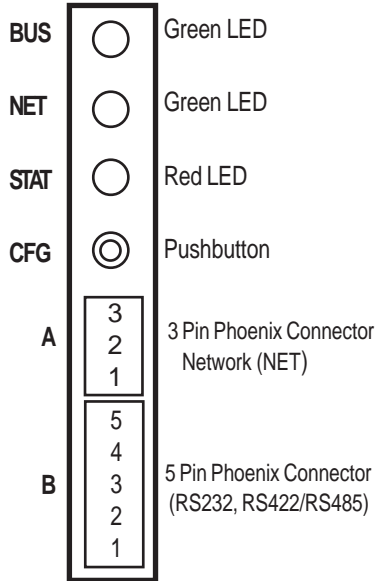 BUS Green LED
NET Green LED
STAT Red LED
CFG Pushbutton
A
3
2
1
3 Pin Phoenix Connector
Network (NET)
B
5
4
3
2
1
5 Pin Phoenix Connector
(RS232, RS422/RS485)